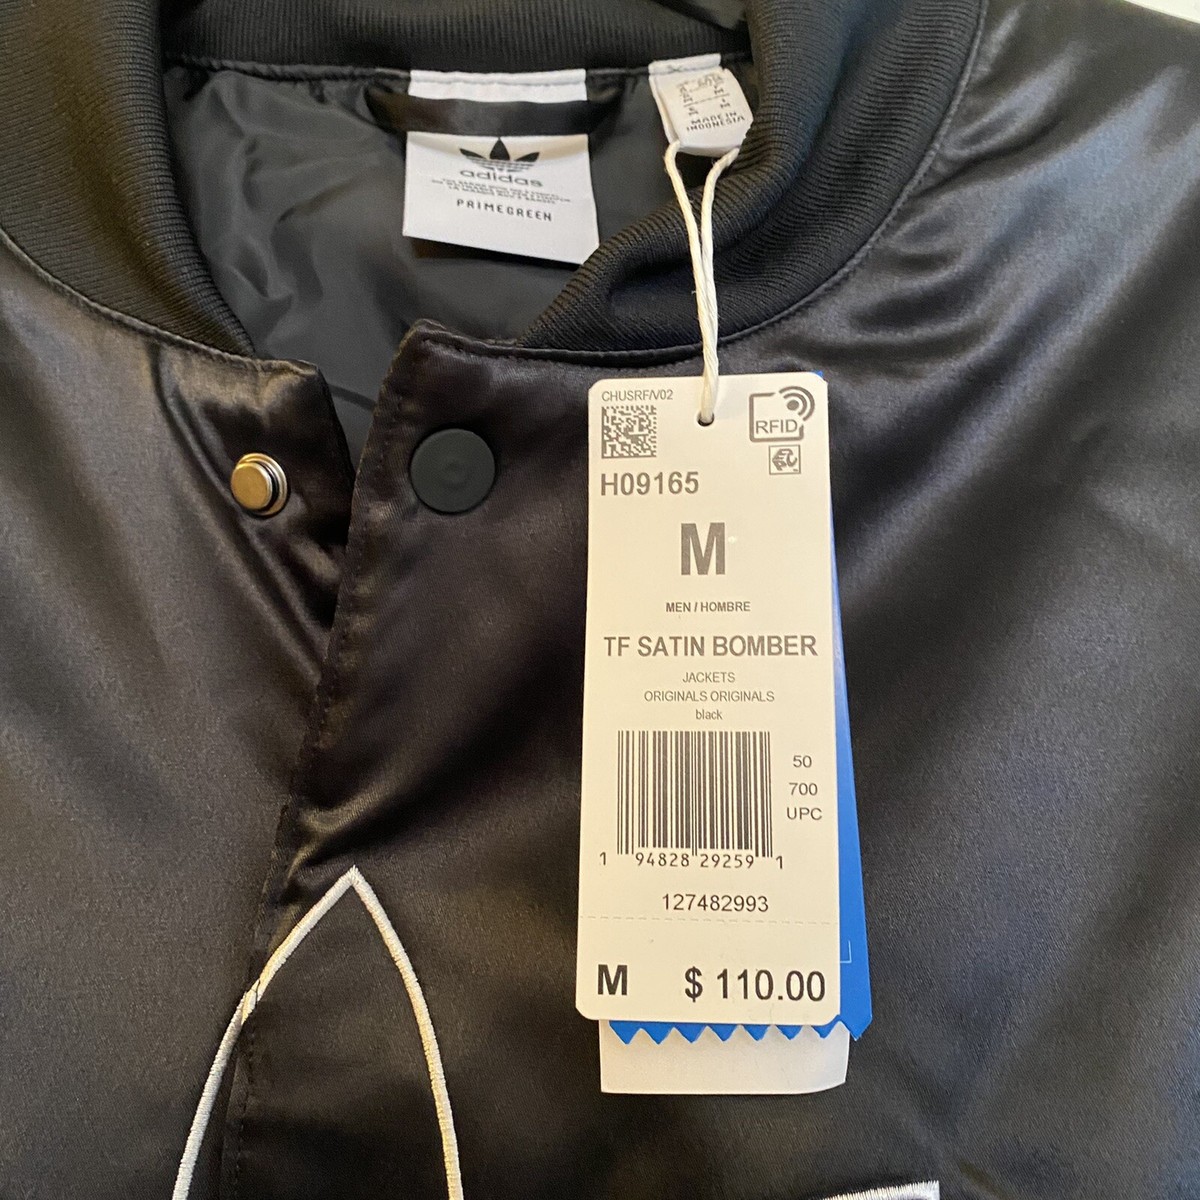 MADE IN
INDONESIA
adidas
PRIMEGREEN
CHUSRF/V02
RFID
H09165
M
MEN / HOMBRE
TF SATIN BOMBER
JACKETS
ORIGINALS ORIGINALS
black
50
700
UPC
1 94828 29259 1
127482993
M $ 110.00